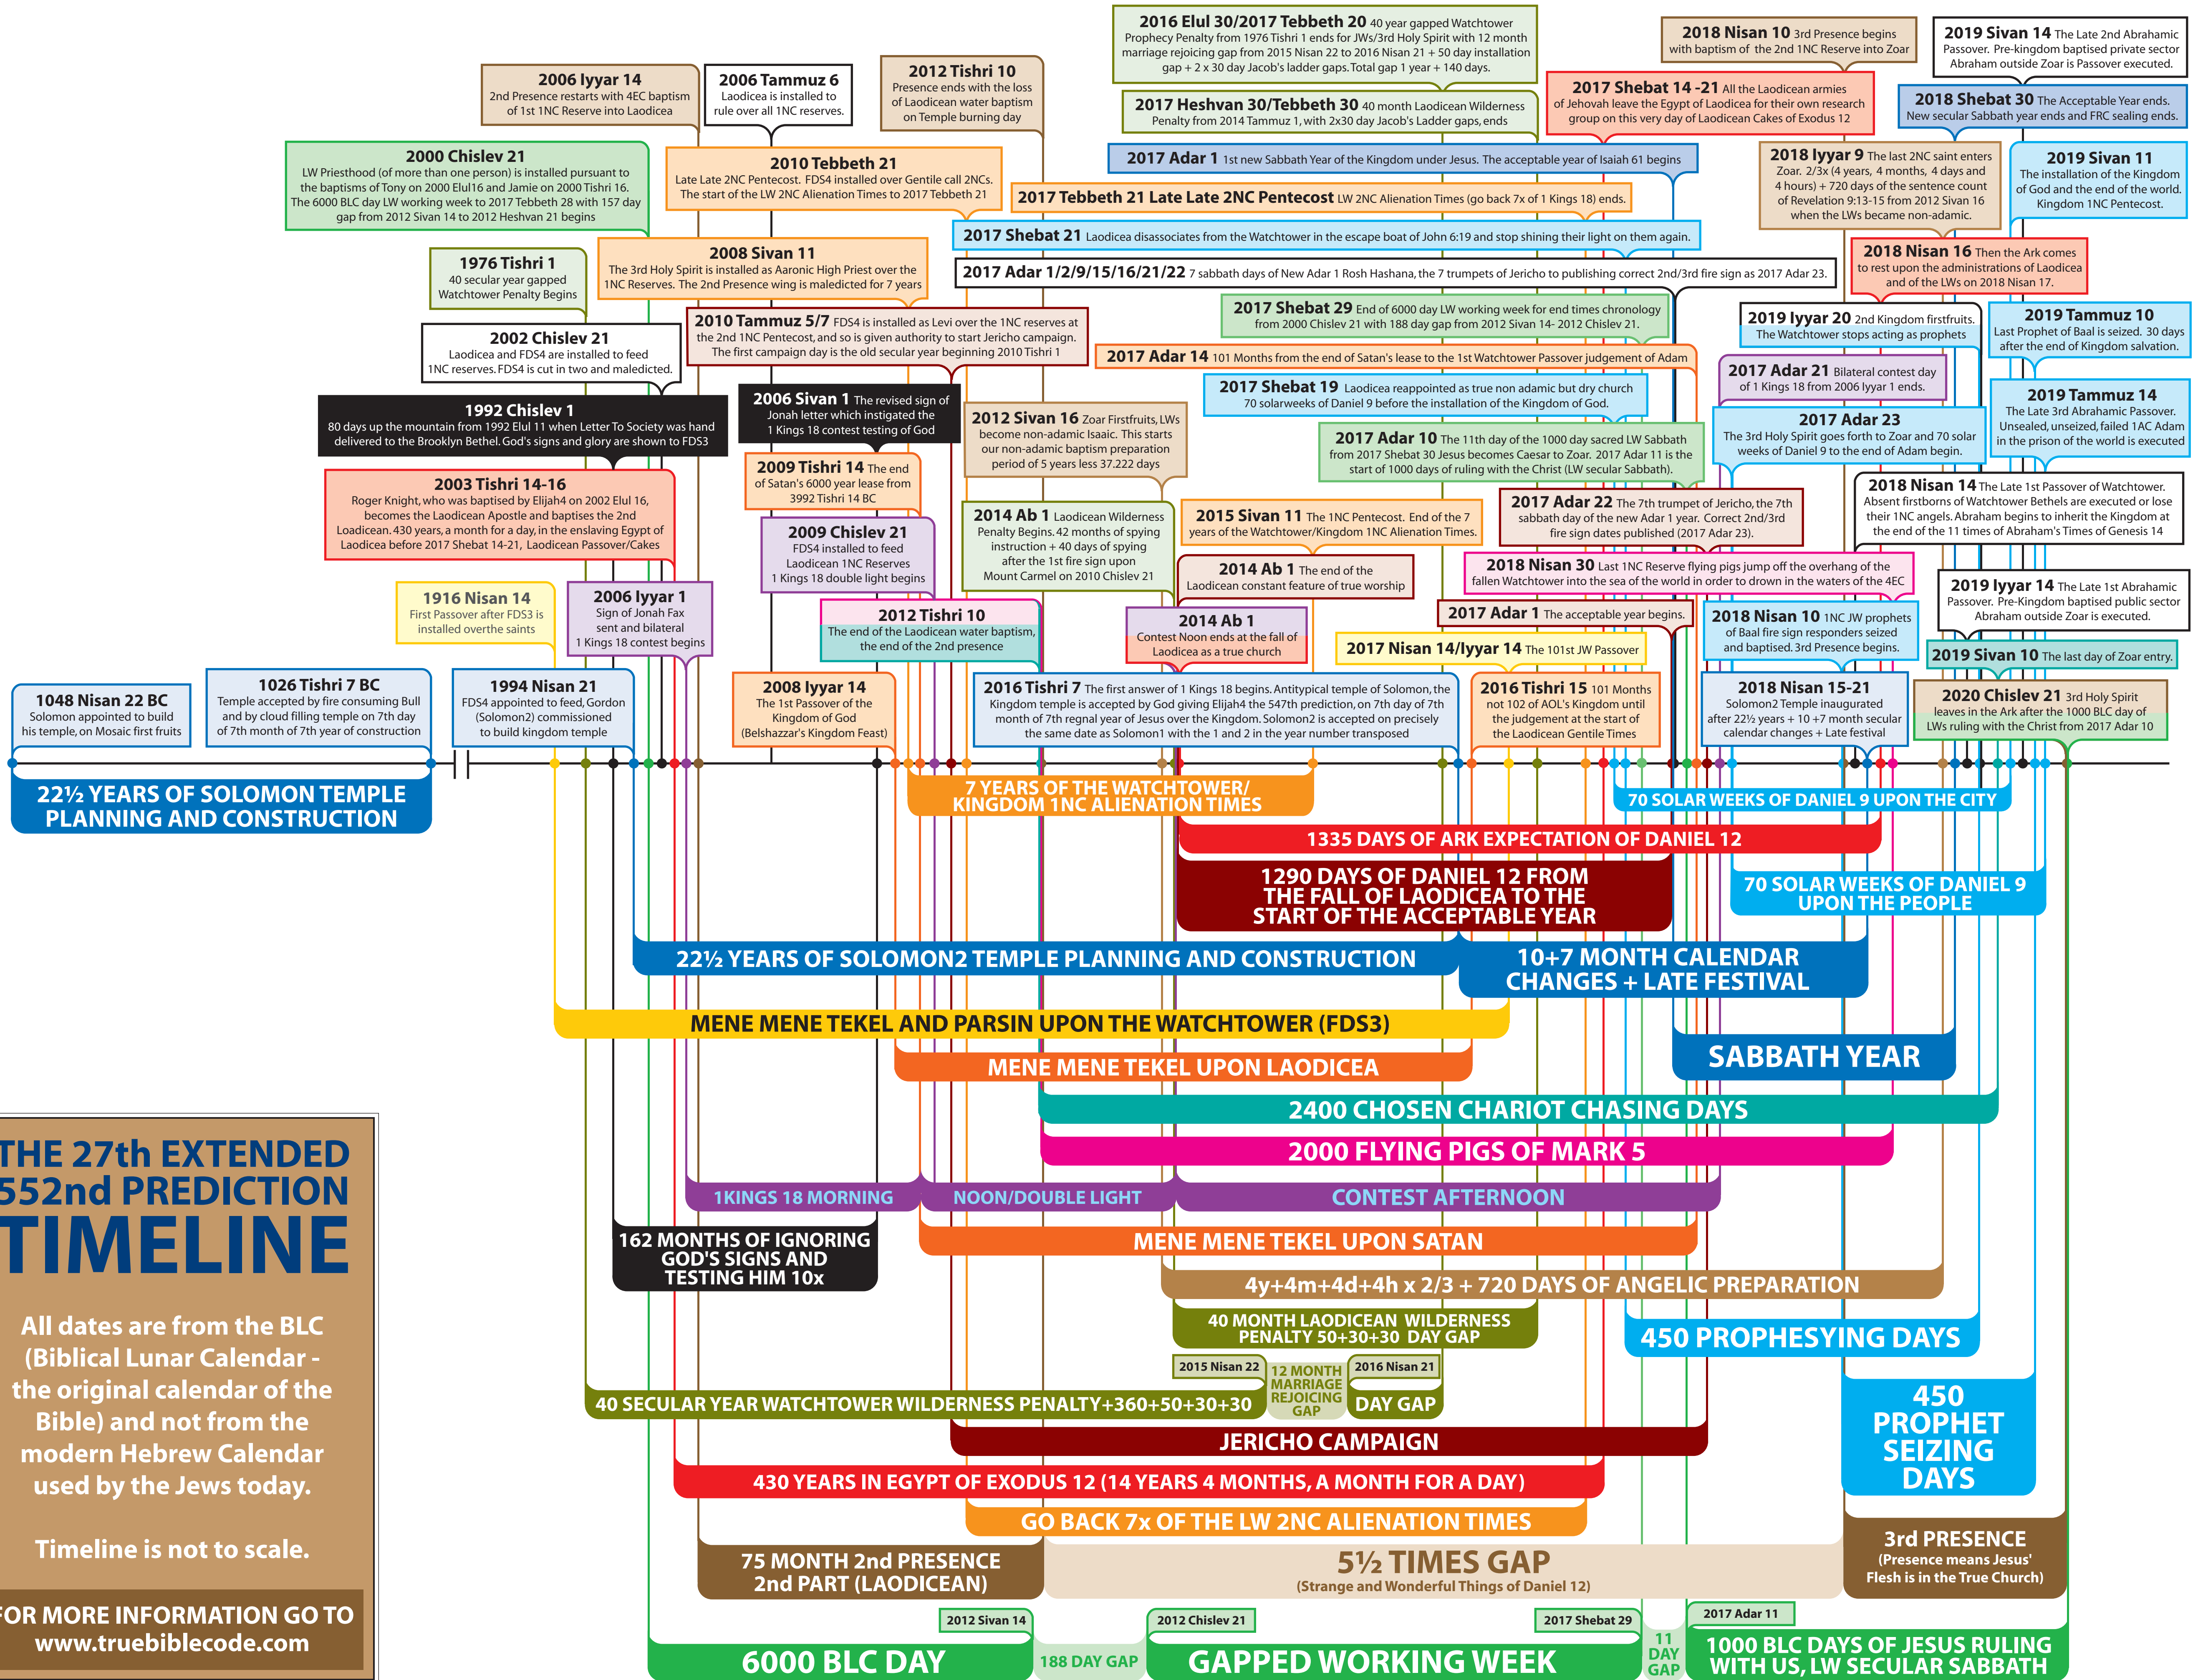 2016 Elul 30/2017 Tebbeth 20 40 year gapped Watchtower
Prophecy Penalty from 1976 Tishri 1 ends for JWs/3rd Holy Spirit with 12 month
marriage rejoicing gap from 2015 Nisan 22 to 2016 Nisan 21 + 50 day installation
gap + 2 x 30 day Jacob's ladder gaps. Total gap 1 year + 140 days.
2018 Nisan 10 3rd Presence begins
with baptism of the 2nd 1NC Reserve into Zoar
2019 Sivan 14 The Late 2nd Abrahamic
Passover. Pre-kingdom baptised private sector
Abraham outside Zoar is Passover executed.
2006 Iyyar 14
2nd Presence restarts with 4EC baptism
of 1st 1NC Reserve into Laodicea
2006 Tammuz 6
Laodicea is installed to
rule over all 1NC reserves.
2012 Tishri 10
Presence ends with the loss
of Laodicean water baptism
on Temple burning day
2017 Heshvan 30/Tebbeth 30 40 month Laodicean Wilderness
Penalty from 2014 Tammuz 1, with 2x30 day Jacob's Ladder gaps, ends
2017 Shebat 14 -21 All the Laodicean armies
of Jehovah leave the Egypt of Laodicea for their own research
group on this very day of Laodicean Cakes of Exodus 12
2018 Shebat 30 The Acceptable Year ends.
New secular Sabbath year ends and FRC sealing ends.
2000 Chislev 21
LW Priesthood (of more than one person) is installed pursuant to
the baptisms of Tony on 2000 Elul16 and Jamie on 2000 Tishri 16.
The 6000 BLC day LW working week to 2017 Tebbeth 28 with 157 day
gap from 2012 Sivan 14 to 2012 Heshvan 21 begins
2010 Tebbeth 21
Late Late 2NC Pentecost. FDS4 installed over Gentile call 2NCs.
The start of the LW 2NC Alienation Times to 2017 Tebbeth 21
2017 Adar 1 1st new Sabbath Year of the Kingdom under Jesus. The acceptable year of Isaiah 61 begins
2018 Iyyar 9 The last 2NC saint enters
Zoar. 2/3x (4 years, 4 months, 4 days and
4 hours) + 720 days of the sentence count
of Revelation 9:13-15 from 2012 Sivan 16
when the LWs became non-adamic.
2019 Sivan 11
The installation of the Kingdom
of God and the end of the world.
Kingdom 1NC Pentecost.
2017 Tebbeth 21 Late Late 2NC Pentecost LW 2NC Alienation Times (go back 7x of 1 Kings 18) ends.
2017 Shebat 21 Laodicea disassociates from the Watchtower in the escape boat of John 6:19 and stop shining their light on them again.
1976 Tishri 1
40 secular year gapped
Watchtower Penalty Begins
2008 Sivan 11
The 3rd Holy Spirit is installed as Aaronic High Priest over the
1NC Reserves. The 2nd Presence wing is maledicted for 7 years
2017 Adar 1/2/9/15/16/21/22 7 sabbath days of New Adar 1 Rosh Hashana, the 7 trumpets of Jericho to publishing correct 2nd/3rd fire sign as 2017 Adar 23.
2018 Nisan 16 Then the Ark comes
to rest upon the administrations of Laodicea
and of the LWs on 2018 Nisan 17.
2017 Shebat 29 End of 6000 day LW working week for end times chronology
from 2000 Chislev 21 with 188 day gap from 2012 Sivan 14- 2012 Chislev 21.
2019 Iyyar 20 2nd Kingdom firstfruits.
The Watchtower stops acting as prophets
2019 Tammuz 10
Last Prophet of Baal is seized. 30 days
after the end of Kingdom salvation.
2002 Chislev 21
Laodicea and FDS4 are installed to feed
1NC reserves. FDS4 is cut in two and maledicted.
2010 Tammuz 5/7 FDS4 is installed as Levi over the 1NC reserves at
the 2nd 1NC Pentecost, and so is given authority to start Jericho campaign.
The first campaign day is the old secular year beginning 2010 Tishri 1
2017 Adar 14 101 Months from the end of Satan's lease to the 1st Watchtower Passover judgement of Adam
2017 Adar 21 Bilateral contest day
of 1 Kings 18 from 2006 Iyyar 1 ends.
2017 Shebat 19 Laodicea reappointed as true non adamic but dry church
70 solarweeks of Daniel 9 before the installation of the Kingdom of God.
2019 Tammuz 14
The Late 3rd Abrahamic Passover.
Unsealed, unseized, failed 1AC Adam
in the prison of the world is executed
1992 Chislev 1
80 days up the mountain from 1992 Elul 11 when Letter To Society was hand
delivered to the Brooklyn Bethel. God's signs and glory are shown to FDS3
2006 Sivan 1 The revised sign of
Jonah letter which instigated the
1 Kings 18 contest testing of God
2012 Sivan 16 Zoar Firstfruits, LWs
become non-adamic Isaaic. This starts
our non-adamic baptism preparation
period of 5 years less 37.222 days
2017 Adar 10 The 11th day of the 1000 day sacred LW Sabbath
from 2017 Shebat 30 Jesus becomes Caesar to Zoar. 2017 Adar 11 is the
start of 1000 days of ruling with the Christ (LW secular Sabbath).
2017 Adar 23
The 3rd Holy Spirit goes forth to Zoar and 70 solar
weeks of Daniel 9 to the end of Adam begin.
2003 Tishri 14-16
Roger Knight, who was baptised by Elijah4 on 2002 Elul 16,
becomes the Laodicean Apostle and baptises the 2nd
Loadicean. 430 years, a month for a day, in the enslaving Egypt of
Laodicea before 2017 Shebat 14-21, Laodicean Passover/Cakes
2009 Tishri 14 The end
of Satan's 6000 year lease from
3992 Tishri 14 BC
2018 Nisan 14 The Late 1st Passover of Watchtower.
Absent firstborns of Watchtower Bethels are executed or lose
their 1NC angels. Abraham begins to inherit the Kingdom at
the end of the 11 times of Abraham's Times of Genesis 14
2014 Ab 1 Laodicean Wilderness
Penalty Begins. 42 months of spying
instruction + 40 days of spying
after the 1st fire sign upon
Mount Carmel on 2010 Chislev 21
2015 Sivan 11 The 1NC Pentecost. End of the 7
years of the Watchtower/Kingdom 1NC Alienation Times.
2017 Adar 22 The 7th trumpet of Jericho, the 7th
sabbath day of the new Adar 1 year. Correct 2nd/3rd
fire sign dates published (2017 Adar 23).
2009 Chislev 21
FDS4 installed to feed
Laodicean 1NC Reserves
1 Kings 18 double light begins
2014 Ab 1 The end of the
Laodicean constant feature of true worship
2018 Nisan 30 Last 1NC Reserve flying pigs jump off the overhang of the
fallen Watchtower into the sea of the world in order to drown in the waters of the 4EC
2019 Iyyar 14 The Late 1st Abrahamic
Passover. Pre-Kingdom baptised public sector
Abraham outside Zoar is executed.
1916 Nisan 14
First Passover after FDS3 is
installed overthe saints
2006 Iyyar 1
Sign of Jonah Fax
sent and bilateral
1 Kings 18 contest begins
2012 Tishri 10
The end of the Laodicean water baptism,
the end of the 2nd presence
2014 Ab 1
Contest Noon ends at the fall of
Laodicea as a true church
2017 Adar 1 The acceptable year begins.
2018 Nisan 10 1NC JW prophets
of Baal fire sign responders seized
and baptised. 3rd Presence begins.
2017 Nisan 14/Iyyar 14 The 101st JW Passover
2019 Sivan 10 The last day of Zoar entry.
1048 Nisan 22 BC
Solomon appointed to build
his temple, on Mosaic first fruits
1026 Tishri 7 BC
Temple accepted by fire consuming Bull
and by cloud filling temple on 7th day
of 7th month of 7th year of construction
1994 Nisan 21
FDS4 appointed to feed, Gordon
(Solomon2) commissioned
to build kingdom temple
2008 Iyyar 14
The 1st Passover of the
Kingdom of God
(Belshazzar's Kingdom Feast)
2016 Tishri 7 The first answer of 1 Kings 18 begins. Antitypical temple of Solomon, the
Kingdom temple is accepted by God giving Elijah4 the 547th prediction, on 7th day of 7th
month of 7th regnal year of Jesus over the Kingdom. Solomon2 is accepted on precisely
the same date as Solomon1 with the 1 and 2 in the year number transposed
2016 Tishri 15 101 Months
not 102 of AOL's Kingdom until
the judgement at the start of
the Laodicean Gentile Times
2018 Nisan 15-21
Solomon2 Temple inaugurated
after 22½ years + 10 +7 month secular
calendar changes + Late festival
2020 Chislev 21 3rd Holy Spirit
leaves in the Ark after the 1000 BLC day of
LWs ruling with the Christ from 2017 Adar 10
22½ YEARS OF SOLOMON TEMPLE
PLANNING AND CONSTRUCTION
7 YEARS OF THE WATCHTOWER/
KINGDOM 1NC ALIENATION TIMES
70 SOLAR WEEKS OF DANIEL 9 UPON THE CITY
1335 DAYS OF ARK EXPECTATION OF DANIEL 12
1290 DAYS OF DANIEL 12 FROM
THE FALL OF LAODICEA TO THE
START OF THE ACCEPTABLE YEAR
70 SOLAR WEEKS OF DANIEL 9
UPON THE PEOPLE
22½ YEARS OF SOLOMON2 TEMPLE PLANNING AND CONSTRUCTION
10+7 MONTH CALENDAR
CHANGES + LATE FESTIVAL
MENE MENE TEKEL AND PARSIN UPON THE WATCHTOWER (FDS3)
SABBATH YEAR
MENE MENE TEKEL UPON LAODICEA
2400 CHOSEN CHARIOT CHASING DAYS
2000 FLYING PIGS OF MARK 5
1KINGS 18 MORNING
NOON/DOUBLE LIGHT
CONTEST AFTERNOON
162 MONTHS OF IGNORING
GOD'S SIGNS AND
TESTING HIM 10x
MENE MENE TEKEL UPON SATAN
4y+4m+4d+4h x 2/3 + 720 DAYS OF ANGELIC PREPARATION
40 MONTH LAODICEAN WILDERNESS
PENALTY 50+30+30 DAY GAP
450 PROPHESYING DAYS
2015 Nisan 22
12 MONTH
MARRIAGE
REJOICING
GAP
2016 Nisan 21
40 SECULAR YEAR WATCHTOWER WILDERNESS PENALTY+360+50+30+30
DAY GAP
450
PROPHET
SEIZING
DAYS
JERICHO CAMPAIGN
430 YEARS IN EGYPT OF EXODUS 12 (14 YEARS 4 MONTHS, A MONTH FOR A DAY)
GO BACK 7x OF THE LW 2NC ALIENATION TIMES
75 MONTH 2nd PRESENCE
2nd PART (LAODICEAN)
5½ TIMES GAP
(Strange and Wonderful Things of Daniel 12)
3rd PRESENCE
(Presence means Jesus'
Flesh is in the True Church)
2012 Sivan 14
2012 Chislev 21
2017 Shebat 29
2017 Adar 11
6000 BLC DAY
188 DAY GAP
GAPPED WORKING WEEK
11
DAY
GAP
1000 BLC DAYS OF JESUS RULING
WITH US, LW SECULAR SABBATH
THE 27th EXTENDED
552nd PREDICTION
TIMELINE
All dates are from the BLC
(Biblical Lunar Calendar -
the original calendar of the
Bible) and not from the
modern Hebrew Calendar
used by the Jews today.
Timeline is not to scale.
FOR MORE INFORMATION GO TO
www.truebiblecode.com